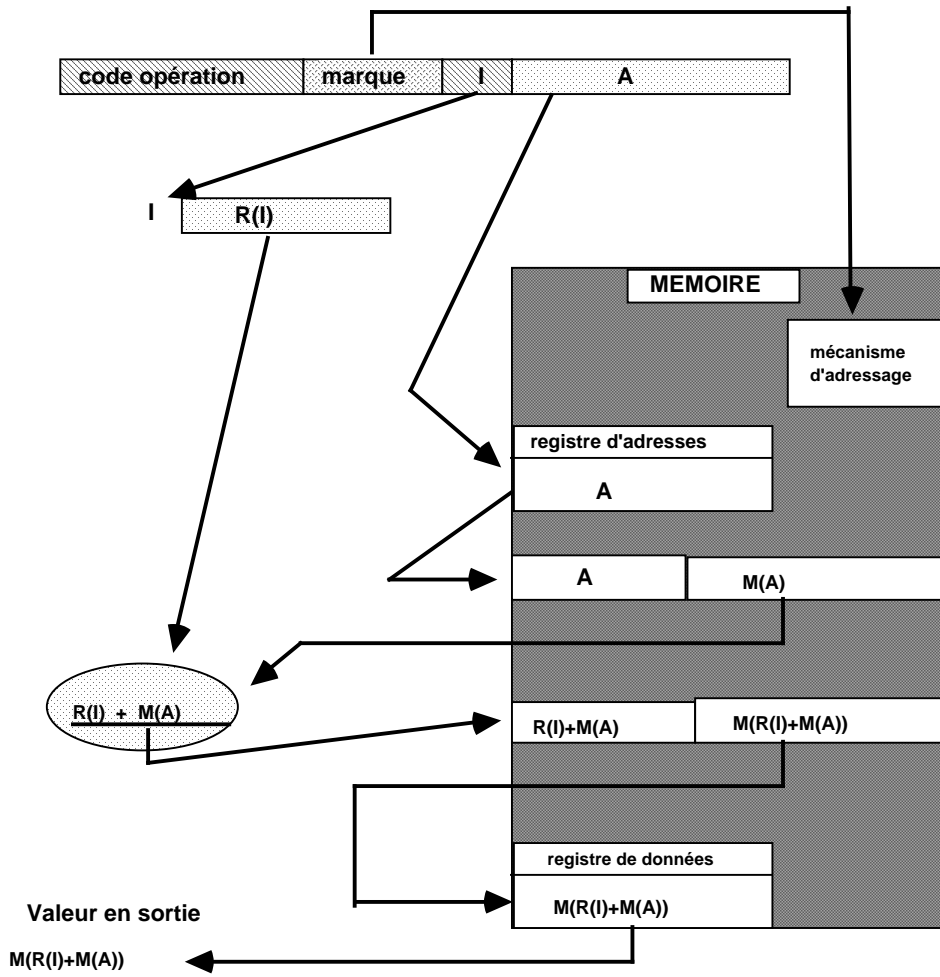 code opération marque I A
I R(I)
MEMOIRE
mécanisme
d'adressage
registre d'adresses
A
A M(A)
R(I) + M(A)
R(I)+M(A) M(R(I)+M(A))
registre de données
M(R(I)+M(A))
Valeur en sortie
M(R(I)+M(A))